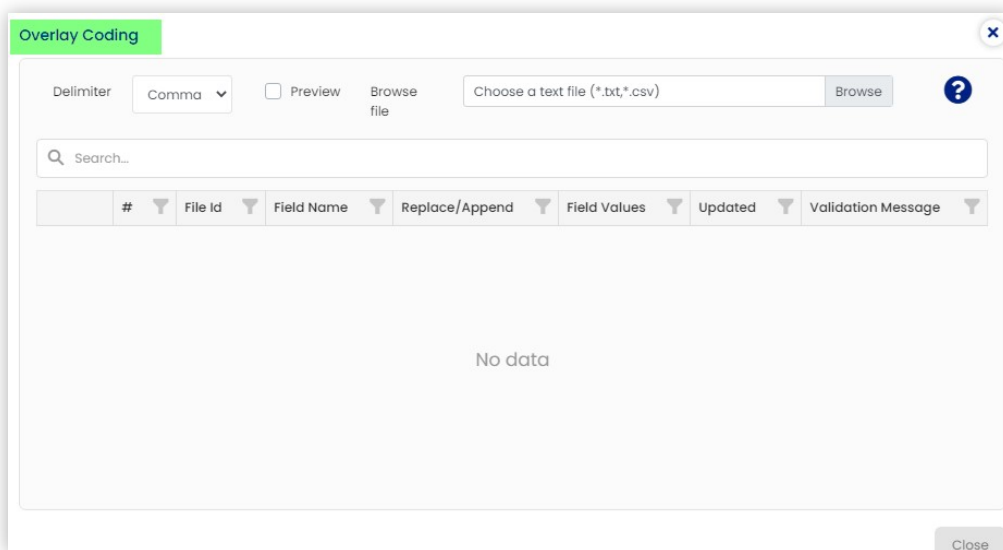 Overlay Coding
Delimiter Comma Preview Browse file Choose a text file (*.txt,*.csv) Browse ?
Search...
# File Id Field Name Replace/Append Field Values Updated Validation Message
No data
Close